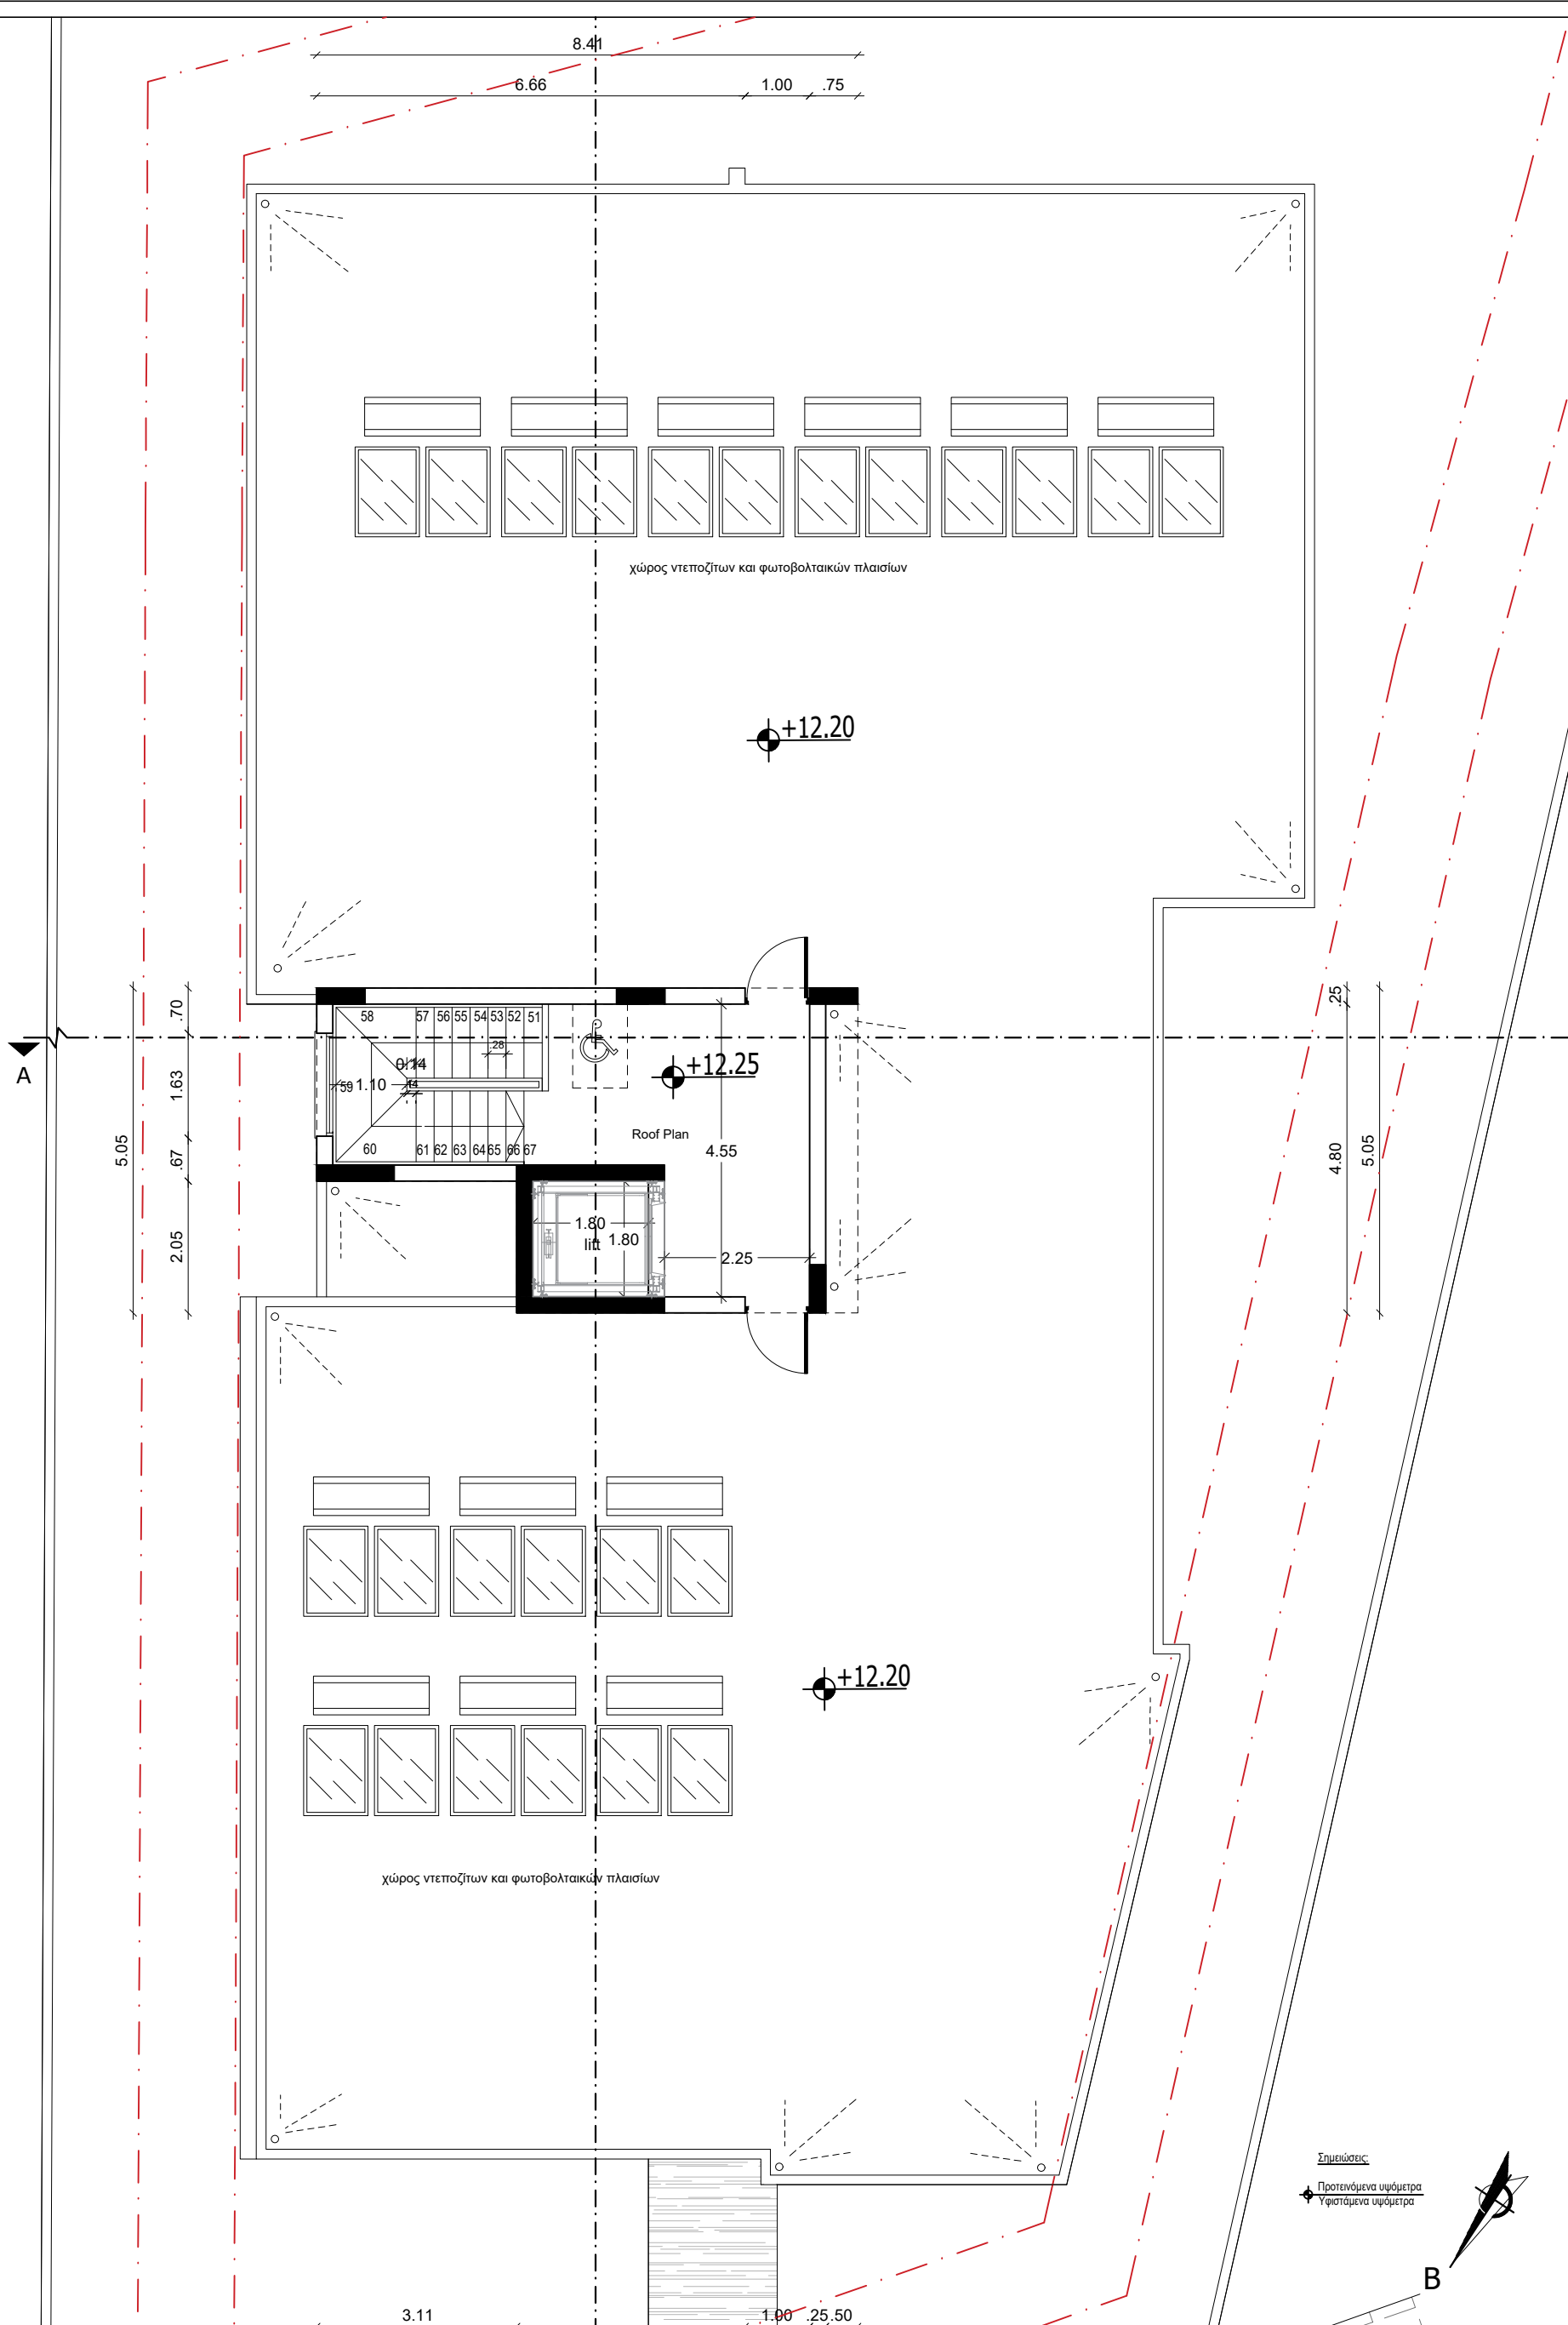 8.41
6.66 1.00 .75
χώρος ντεποζίτων και φωτοβολταικών πλαισίων
+12.20
.70
1.63
.67
2.05
5.05
A
58 57 56 55 54 53 52 51
.28
0.14
59 1.10
14
+12.25
Roof Plan
60 61 62 63 64 65 66 67
4.55
1.80
lift 1.80
2.25
.25
4.80
5.05
+12.20
χώρος ντεποζίτων και φωτοβολταικών πλαισίων
Σημειώσεις:
Προτεινόμενα υψόμετρα
Υφιστάμενα υψόμετρα
B
3.11 1.00 .25 .50